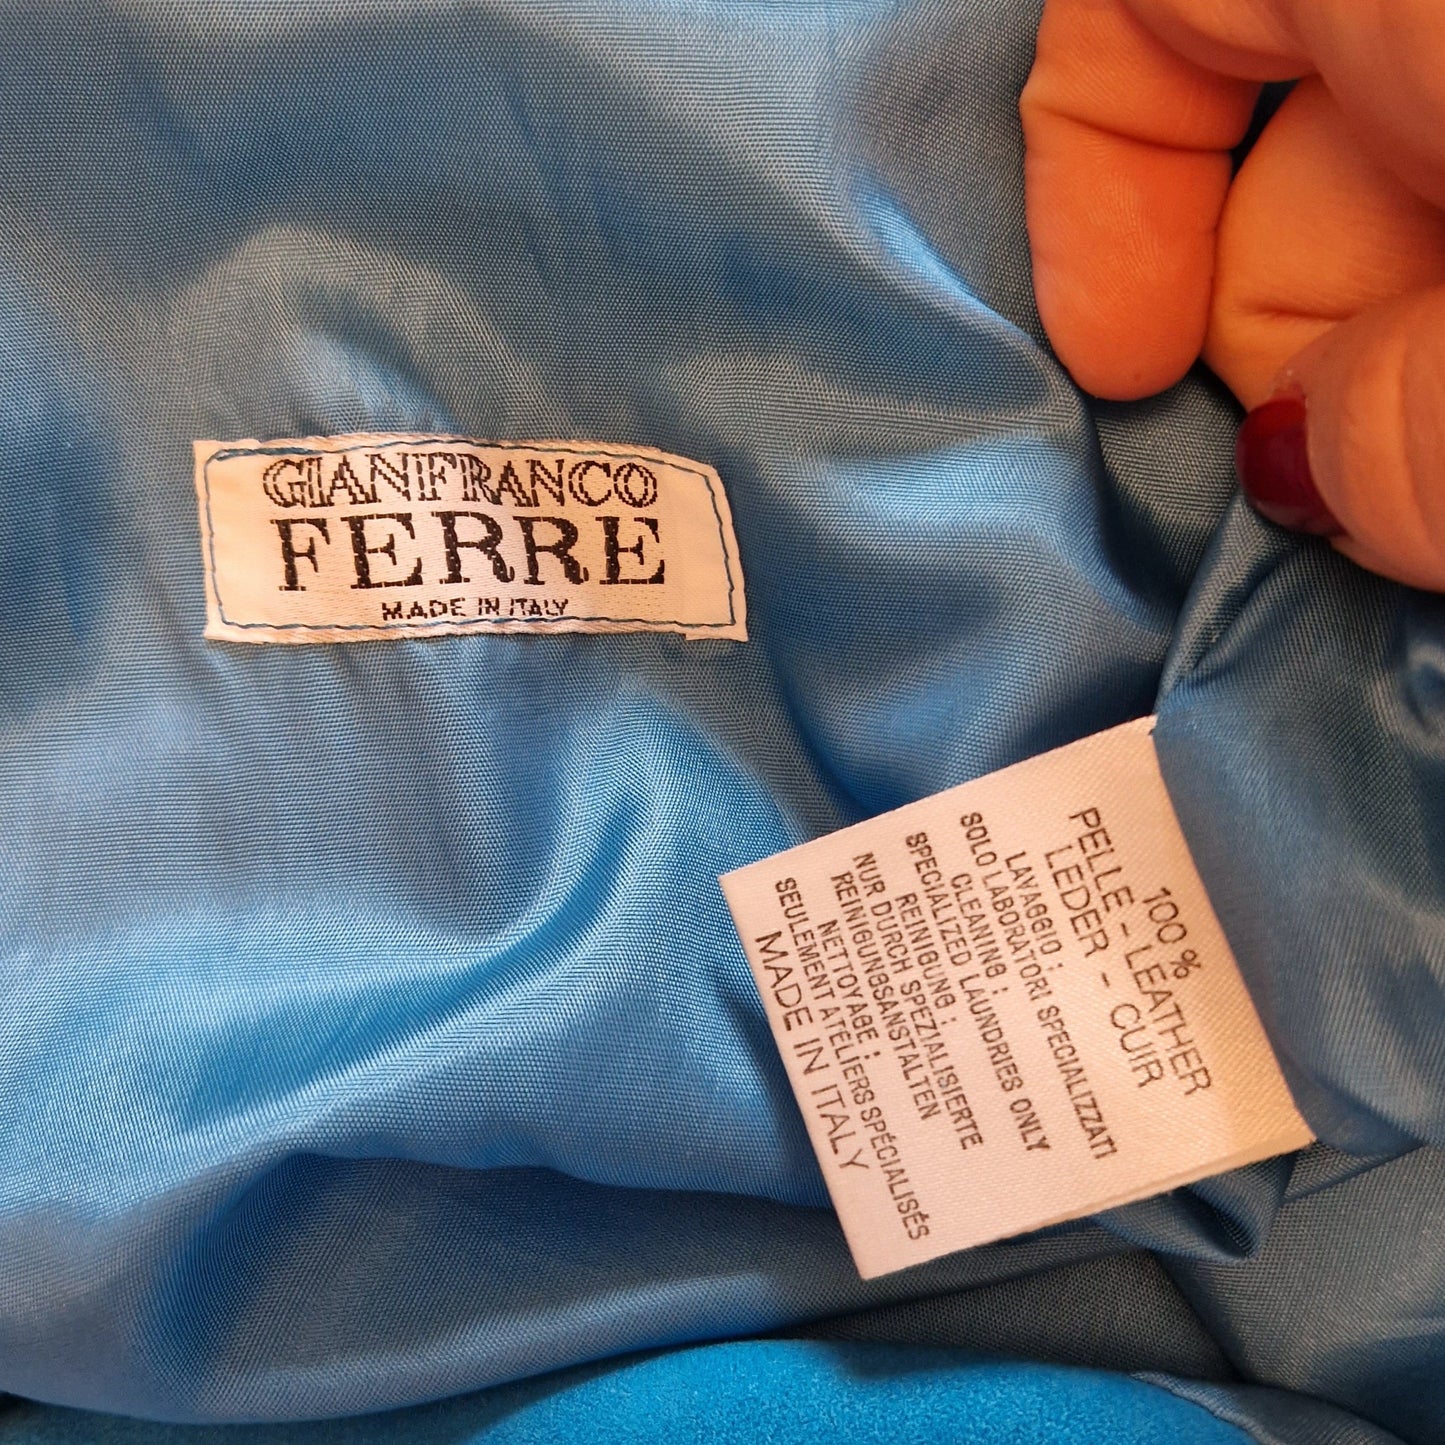 GIANFRANCO
FERRE
MADE IN ITALY
100 %
PELLE - LEATHER
LEDER - CUIR
LAVAGGIO :
SOLO LABORATORI SPECIALIZZATI
CLEANING :
SPECIALIZED LAUNDRIES ONLY
REINIGUNG :
NUR DURCH SPEZIALISIERTE
REINIGUNGSANSTALTEN
NETTOYAGE :
SEULEMENT ATELIERS SPÉCIALISÉS
MADE IN ITALY